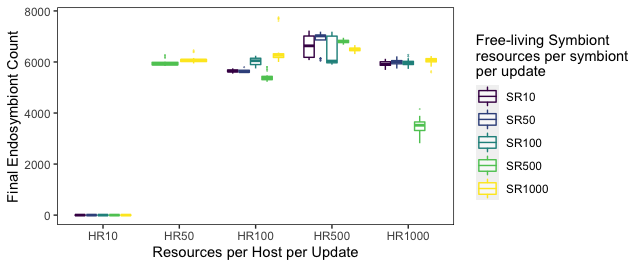 Final Endosymbiont Count
8000
6000
4000
2000
0
HR10
HR50
HR100
HR500
HR1000
Resources per Host per Update
Free-living Symbiont
resources per symbiont
per update
SR10
SR50
SR100
SR500
SR1000